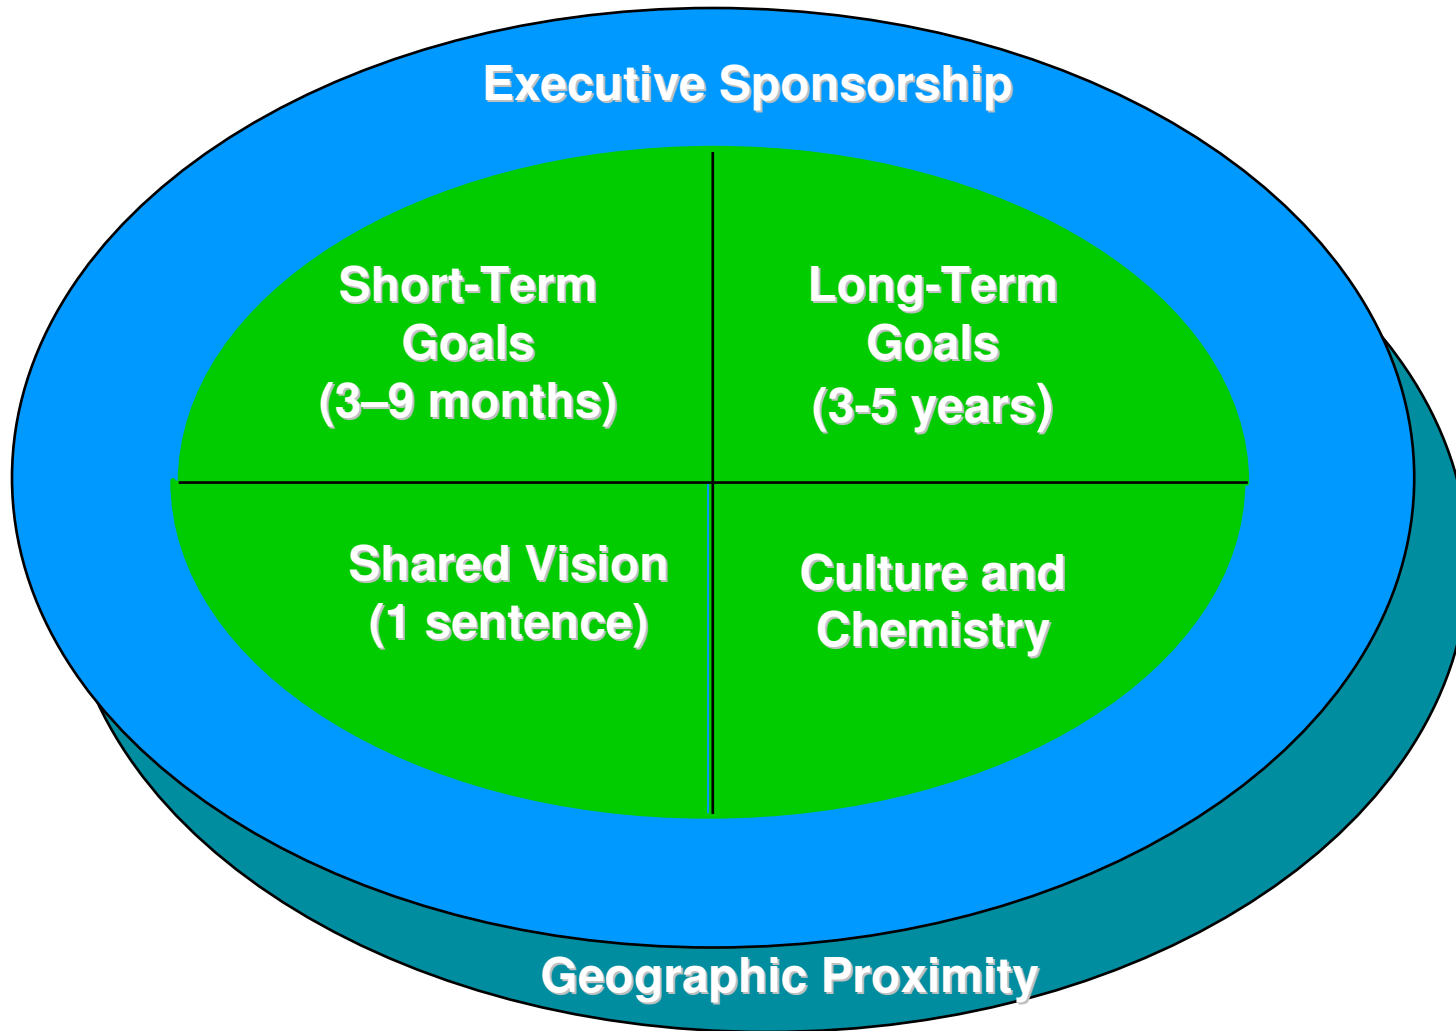 Executive Sponsorship
Short-Term
Goals
(3–9 months)
Long-Term
Goals
(3-5 years)
Shared Vision
(1 sentence)
Culture and
Chemistry
Geographic Proximity